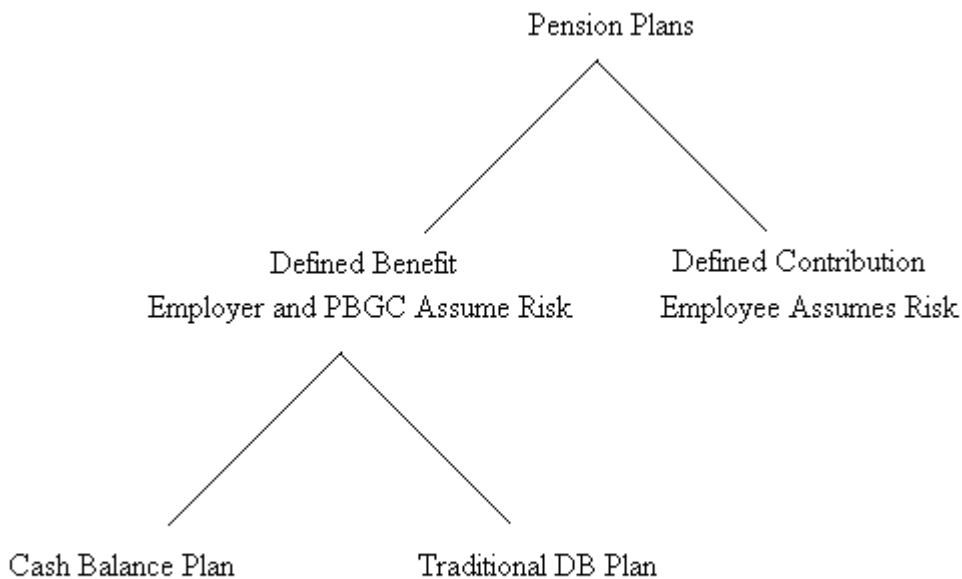 Pension Plans
Defined Benefit
Employer and PBGC Assume Risk
Defined Contribution
Employee Assumes Risk
Cash Balance Plan
Traditional DB Plan